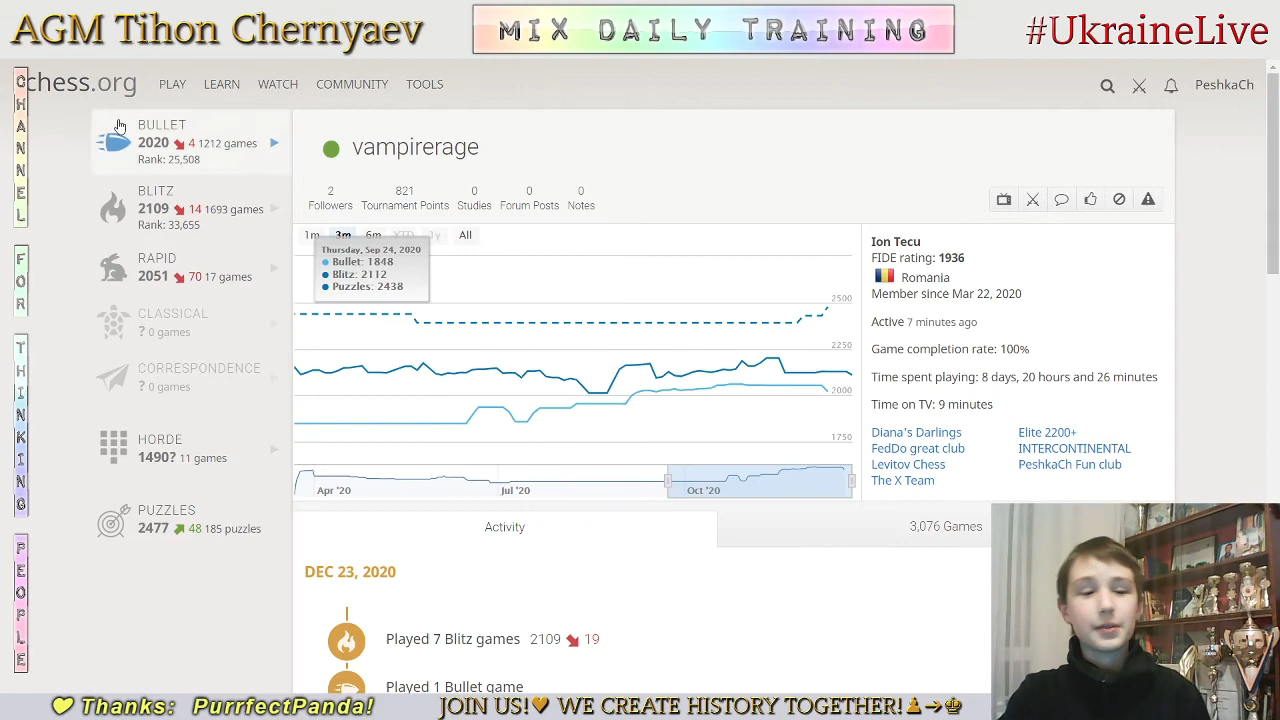 AGM Tihon Chernyaev
MIX DAILY TRAINING
#UkraineLive
CHANNEL
FOR
THINKING
PEOPLE
chess.org
PLAY
LEARN
WATCH
COMMUNITY
TOOLS
PeshkaCh
BULLET
2020 4 1212 games
Rank: 25,508
BLITZ
2109 14 1693 games
Rank: 33,655
RAPID
2051 70 17 games
CLASSICAL
? 0 games
CORRESPONDENCE
? 0 games
HORDE
1490? 11 games
PUZZLES
2477 48 185 puzzles
vampirerage
2
Followers
821
Tournament Points
0
Studies
0
Forum Posts
0
Notes
1m 3m 6m YTD 1y All
Thursday, Sep 24, 2020
Bullet: 1848
Blitz: 2112
Puzzles: 2438
2500
2250
2000
1750
Apr '20
Jul '20
Oct '20
Ion Tecu
FIDE rating: 1936
Romania
Member since Mar 22, 2020
Active 7 minutes ago
Game completion rate: 100%
Time spent playing: 8 days, 20 hours and 26 minutes
Time on TV: 9 minutes
Diana's Darlings
Elite 2200+
FedDo great club
INTERCONTINENTAL
Levitov Chess
PeshkaCh Fun club
The X Team
Activity
3,076 Games
DEC 23, 2020
Played 7 Blitz games 2109 19
Played 1 Bullet game
Thanks: PurrfectPanda!
JOIN US! WE CREATE HISTORY TOGETHER!